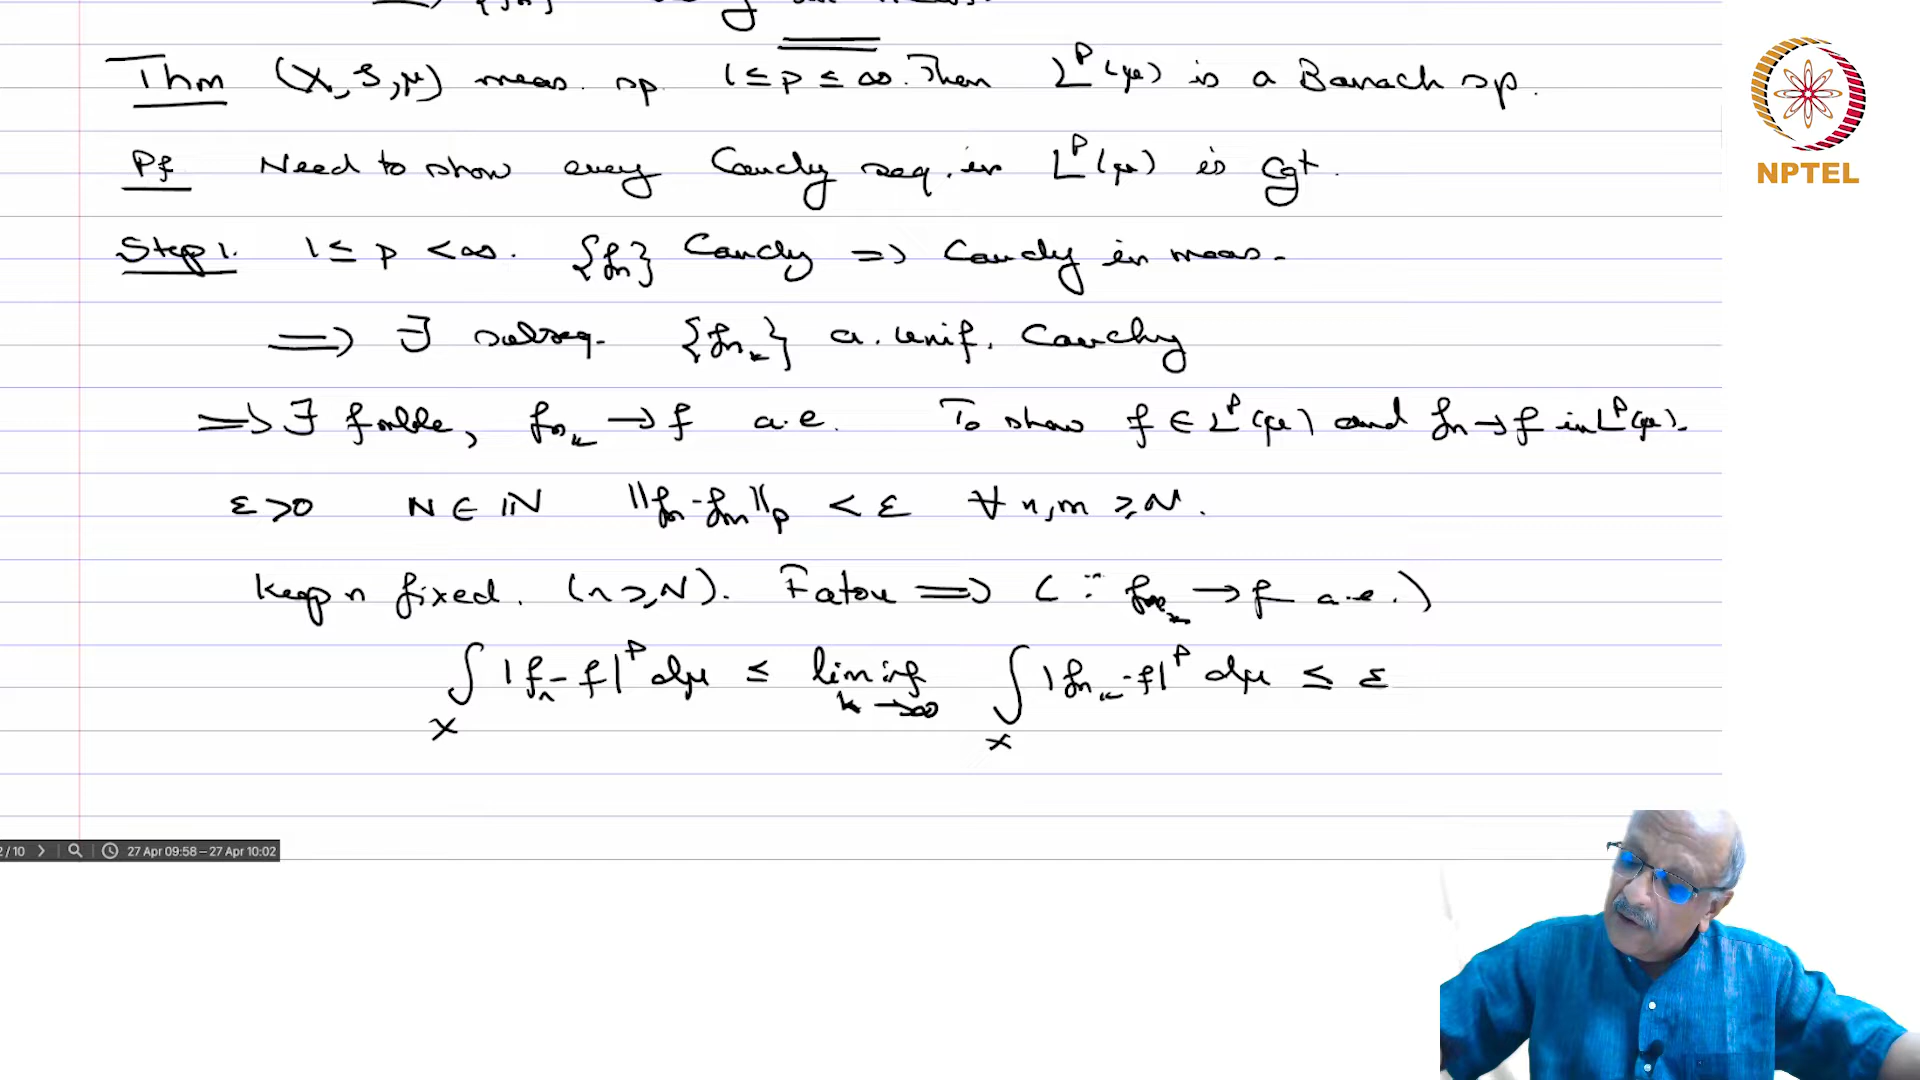 Thm (X, S, μ) meas. sp. 1 ≤ p ≤ ∞. Then L^p(μ) is a Banach sp.
NPTEL
Pf Need to show every Cauchy seq. in L^p(μ) is cgt.
Step 1. 1 ≤ p < ∞. {f_n} Cauchy => Cauchy in meas.
=> ∃ subseq. {f_{n_k}} a. unif. Cauchy
=> ∃ f mble, f_{n_k} → f a.e. To show f ∈ L^p(μ) and f_n → f in L^p(μ).
ε > 0 N ∈ ℕ ||f_n - f_m||_p < ε ∀ n, m ≥ N.
Keep n fixed. (n ≥ N). Fatou => (∵ f_{n_k} → f a.e.)
∫_X |f_n - f|^p dμ ≤ lim inf_{k→∞} ∫_X |f_{n_k} - f|^p dμ ≤ ε
2/10 27 Apr 09:58 – 27 Apr 10:02